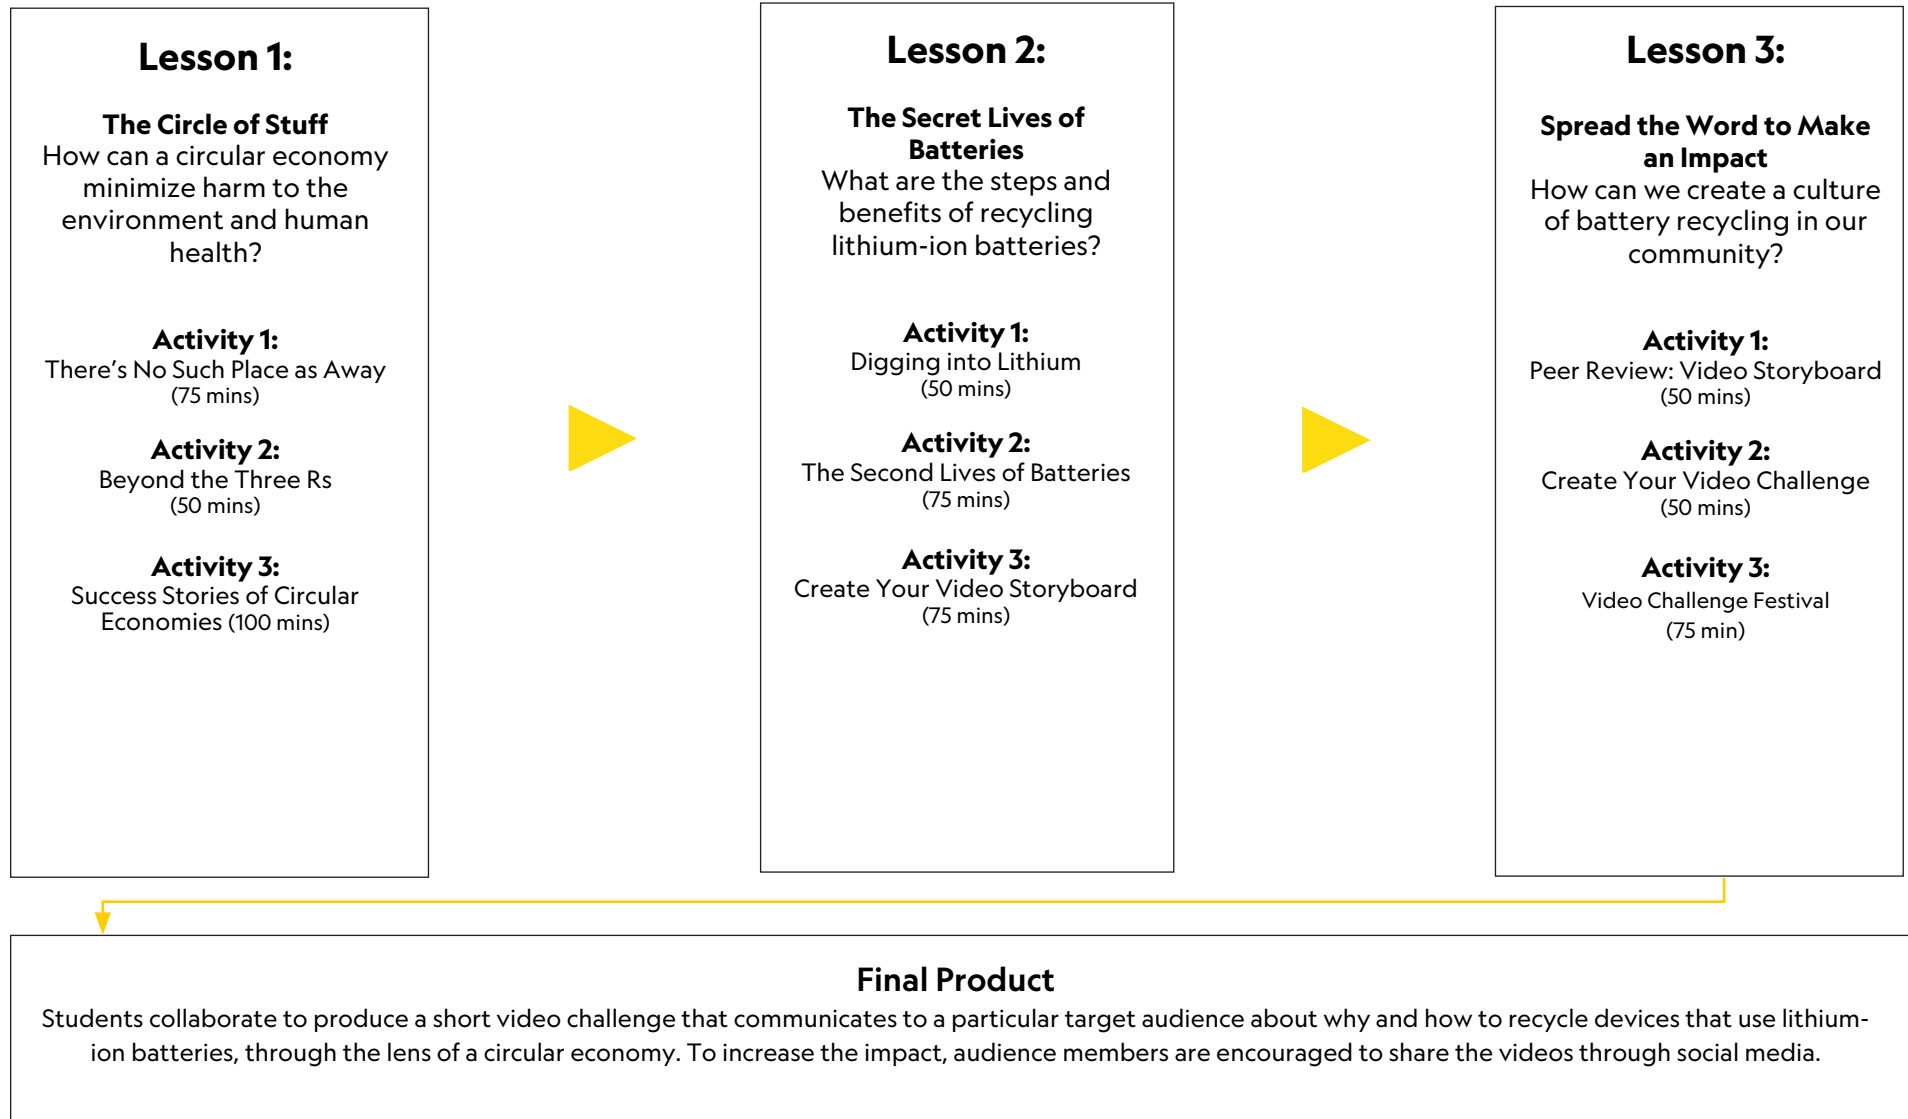 Lesson 1:
The Circle of Stuff
How can a circular economy
minimize harm to the
environment and human
health?
Activity 1:
There's No Such Place as Away
(75 mins)
Activity 2:
Beyond the Three Rs
(50 mins)
Activity 3:
Success Stories of Circular
Economies (100 mins)
Lesson 2:
The Secret Lives of
Batteries
What are the steps and
benefits of recycling
lithium-ion batteries?
Activity 1:
Digging into Lithium
(50 mins)
Activity 2:
The Second Lives of Batteries
(75 mins)
Activity 3:
Create Your Video Storyboard
(75 mins)
Lesson 3:
Spread the Word to Make
an Impact
How can we create a culture
of battery recycling in our
community?
Activity 1:
Peer Review: Video Storyboard
(50 mins)
Activity 2:
Create Your Video Challenge
(50 mins)
Activity 3:
Video Challenge Festival
(75 min)
Final Product
Students collaborate to produce a short video challenge that communicates to a particular target audience about why and how to recycle devices that use lithium-
ion batteries, through the lens of a circular economy. To increase the impact, audience members are encouraged to share the videos through social media.